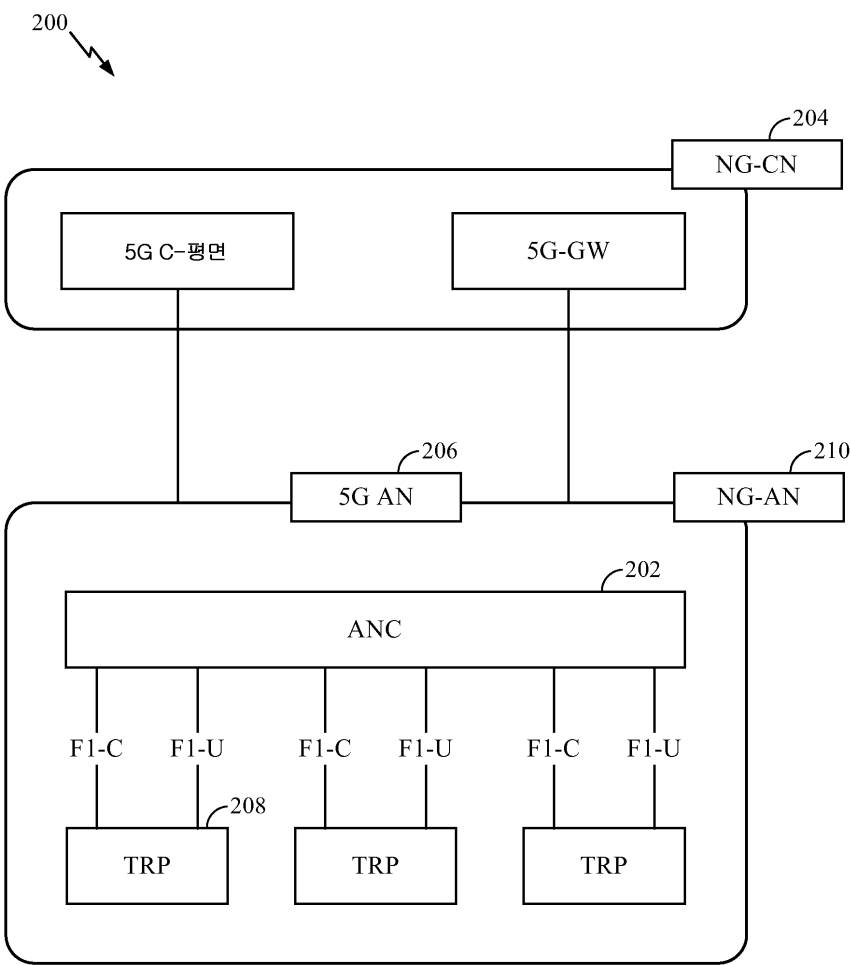 200
204
NG-CN
5G C-평면
5G-GW
206
5G AN
210
NG-AN
202
ANC
F1-C F1-U F1-C F1-U F1-C F1-U
208
TRP TRP TRP